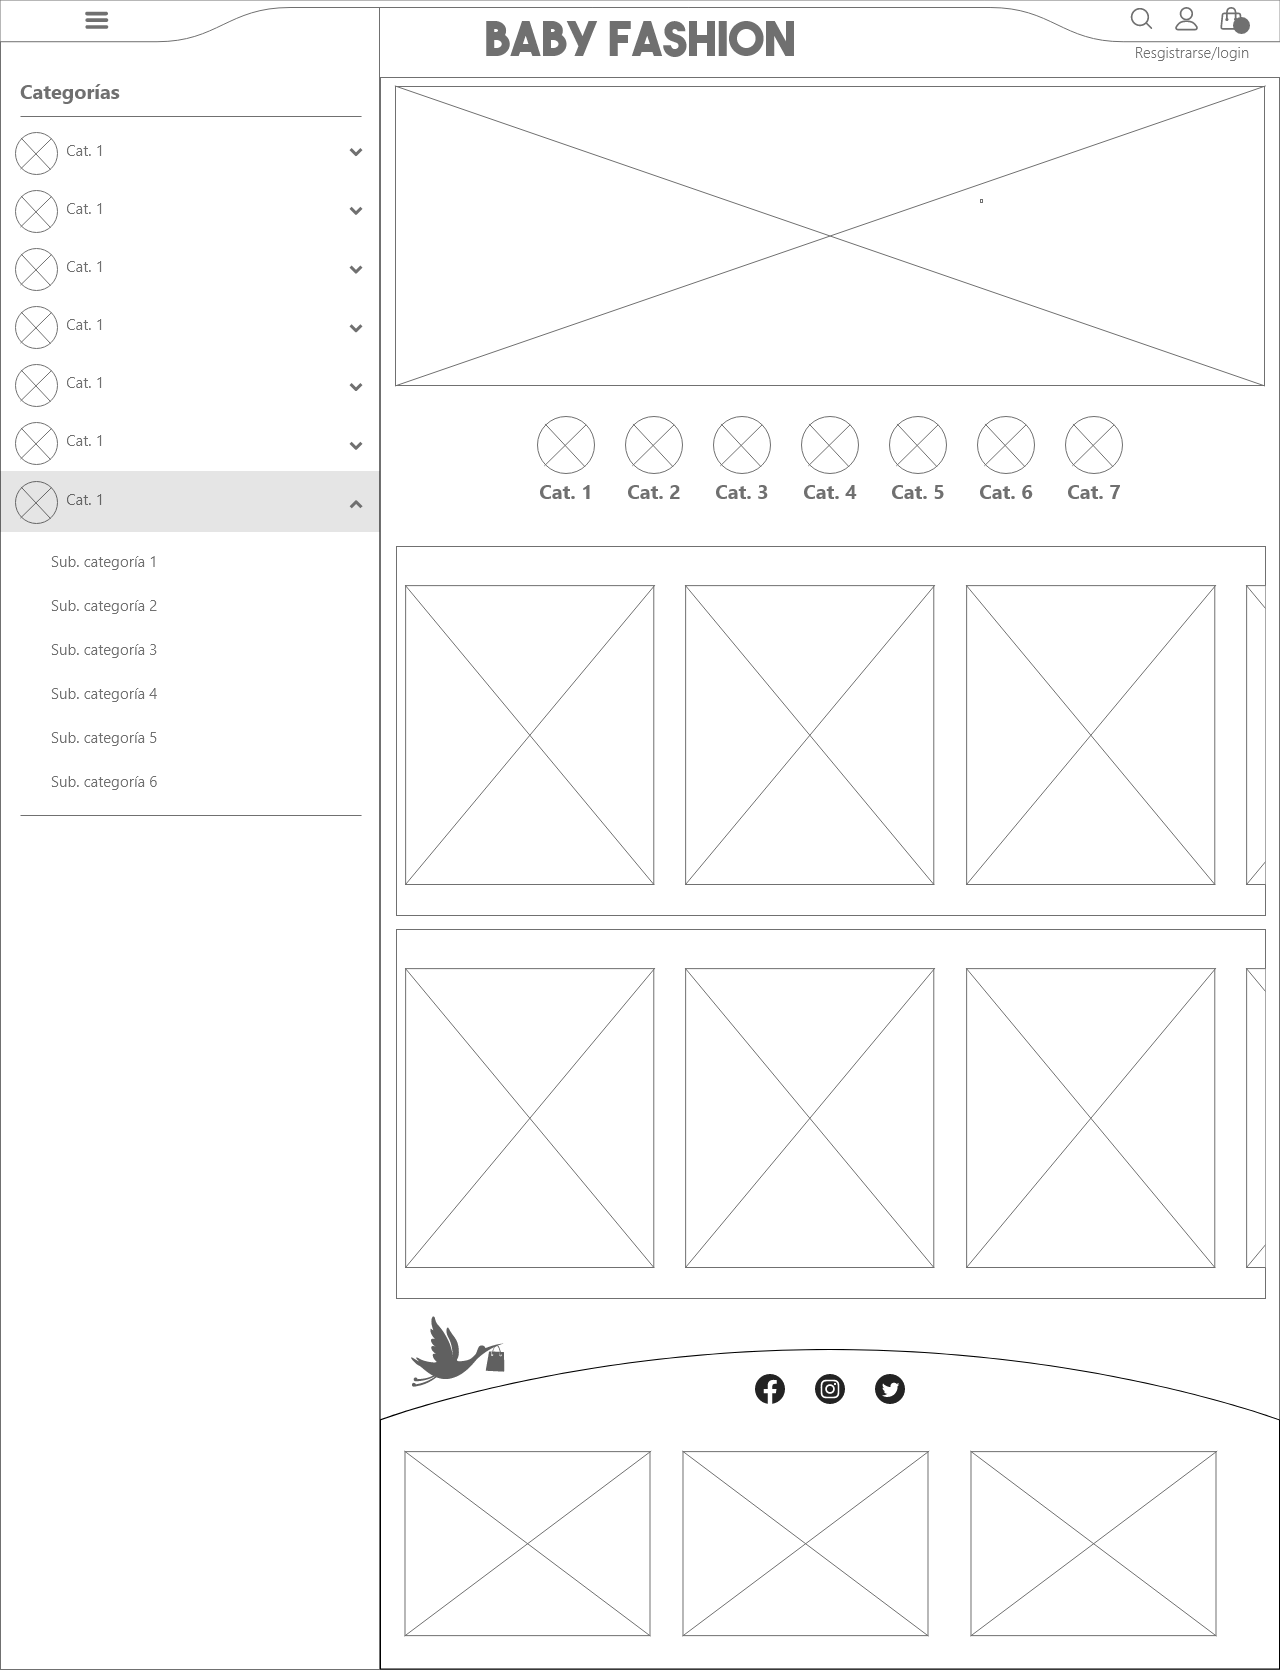 BABY FASHION
Resgistrarse/login
Categorías
Cat. 1
Cat. 1
Cat. 1
Cat. 1
Cat. 1
Cat. 1
Cat. 1
Sub. categoría 1
Sub. categoría 2
Sub. categoría 3
Sub. categoría 4
Sub. categoría 5
Sub. categoría 6
Cat. 1 Cat. 2 Cat. 3 Cat. 4 Cat. 5 Cat. 6 Cat. 7